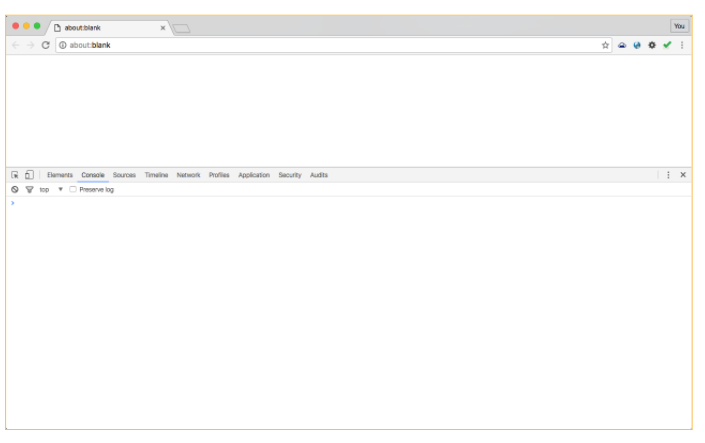 about:blank
You
about:blank
Elements Console Sources Timeline Network Profiles Application Security Audits
top Preserve log